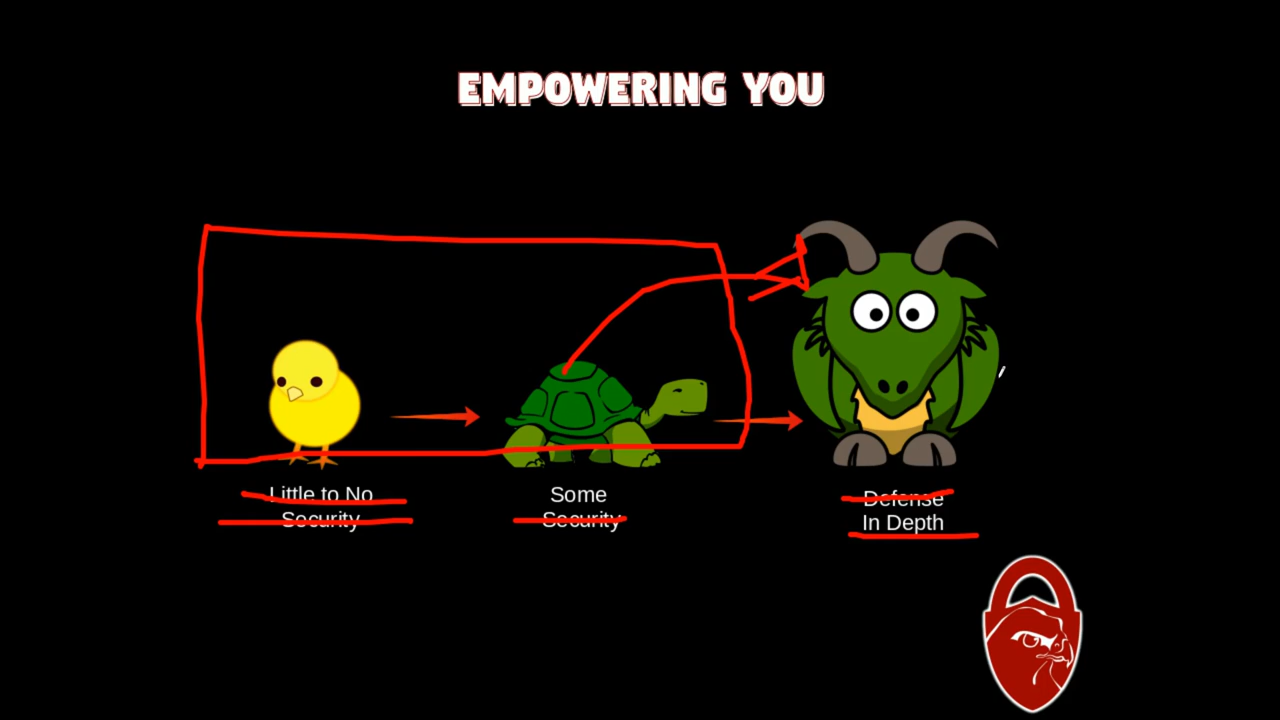 EMPOWERING YOU
Little to No
Security
Some
Security
Defense
In Depth